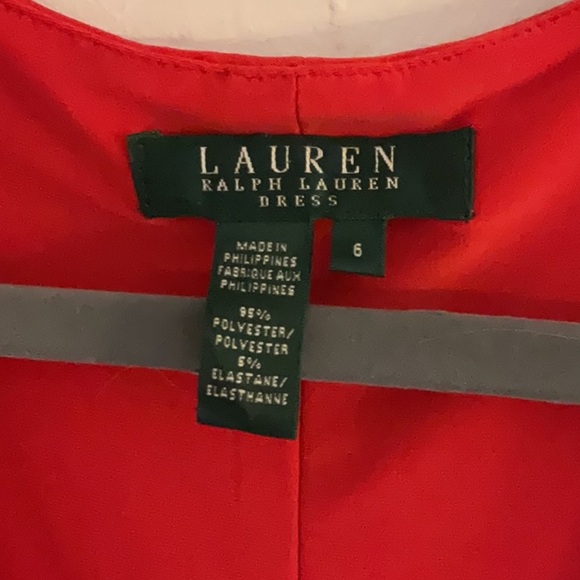 LAUREN
RALPH LAUREN
DRESS
6
MADE IN
PHILIPPINES
FABRIQUE AUX
PHILIPPINES
95%
POLYESTER/
POLYESTER
5%
ELASTANE/
ELASTHANNE